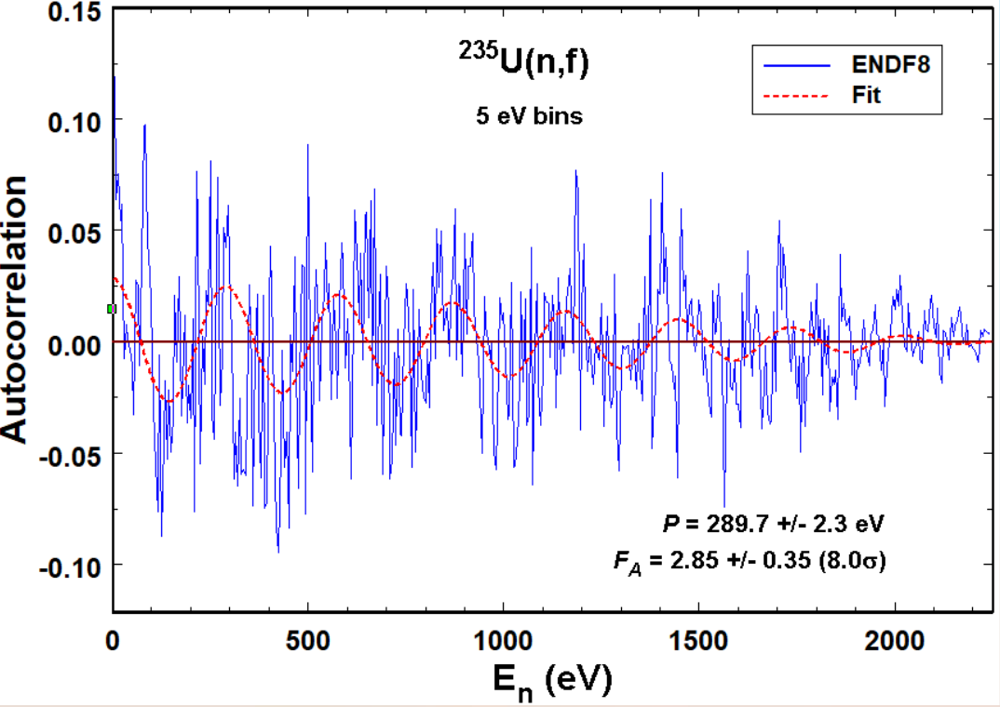 0.15
0.10
0.05
0.00
-0.05
-0.10
Autocorrelation
²³⁵U(n,f)
5 eV bins
ENDF8
Fit
P = 289.7 +/- 2.3 eV
F_A = 2.85 +/- 0.35 (8.0σ)
0 500 1000 1500 2000
E_n (eV)